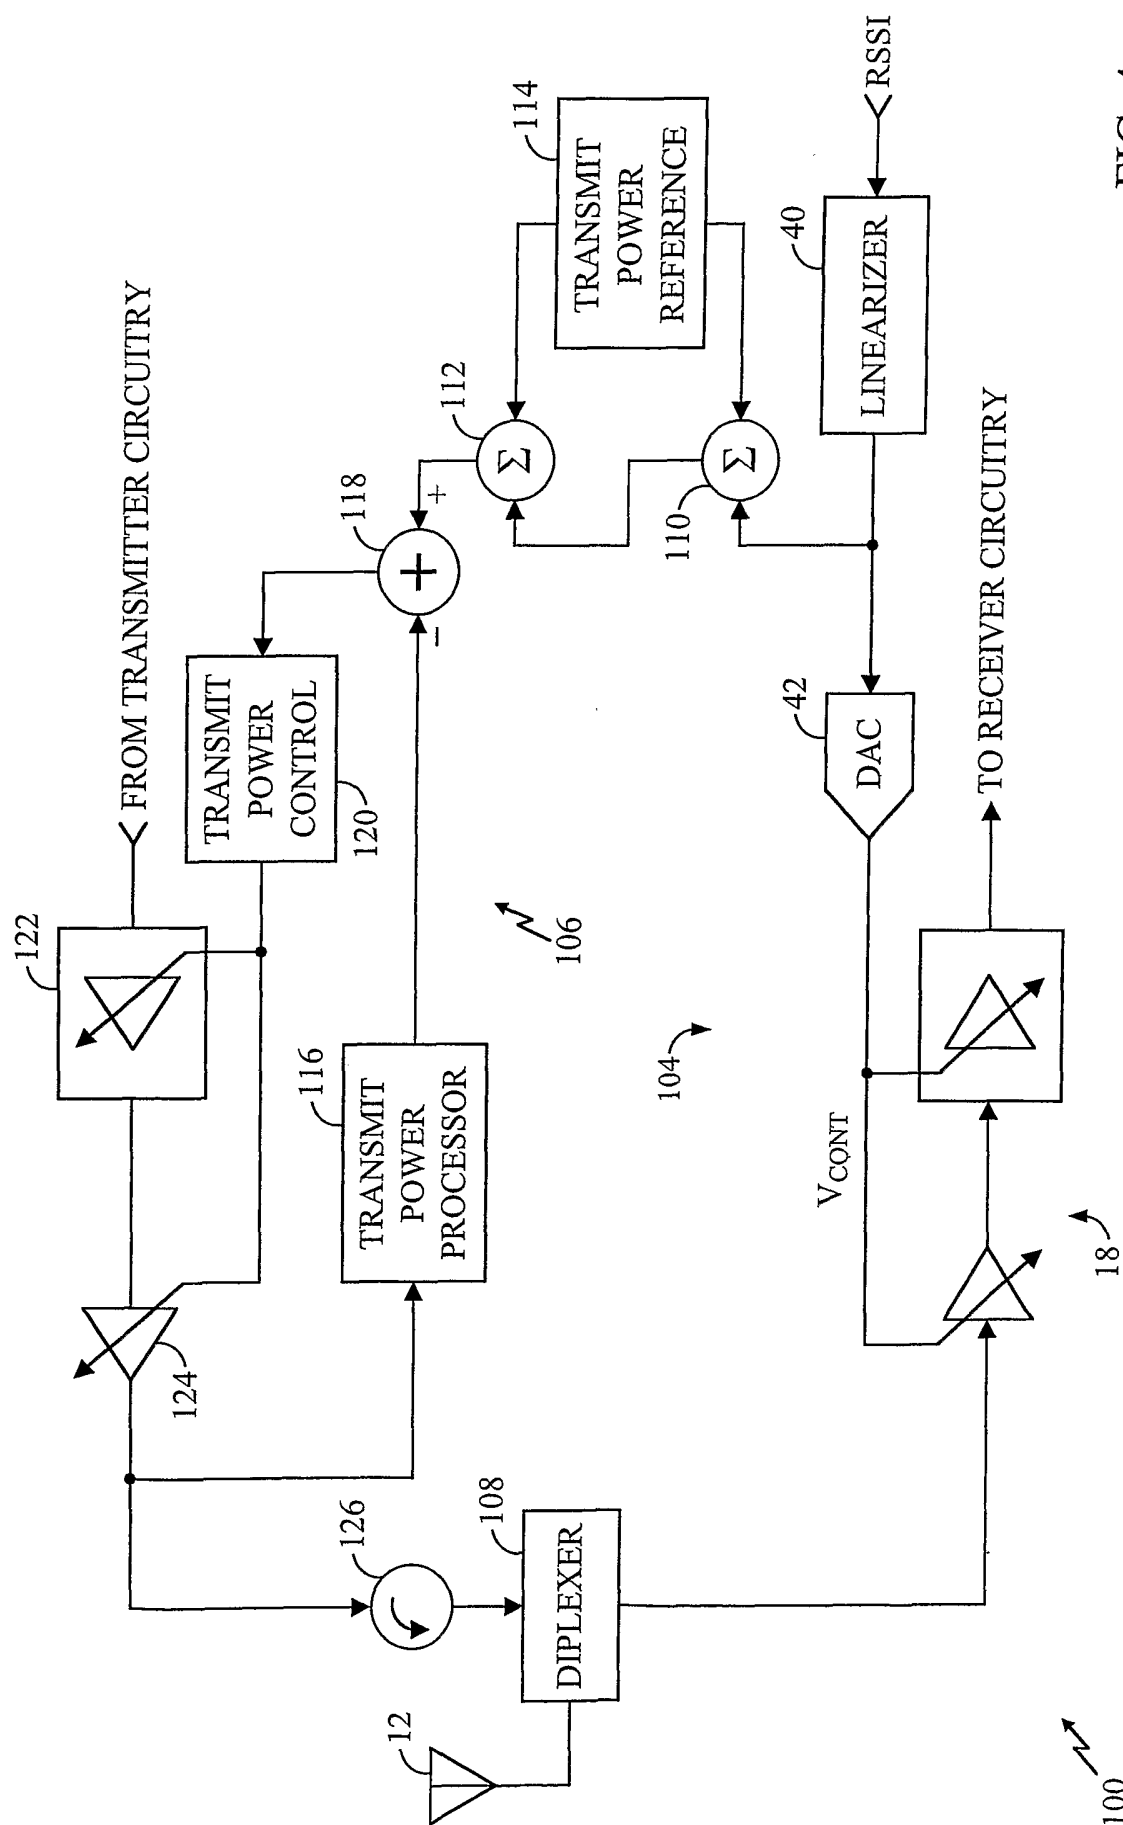 FROM TRANSMITTER CIRCUITRY
122
124
TRANSMIT
POWER
CONTROL
120
118
+
-
+
112
Σ
114
TRANSMIT
POWER
REFERENCE
116
TRANSMIT
POWER
PROCESSOR
106
110
Σ
RSSI
40
LINEARIZER
42
DAC
104
VCONT
TO RECEIVER CIRCUITRY
18
126
108
DIPLEXER
12
100